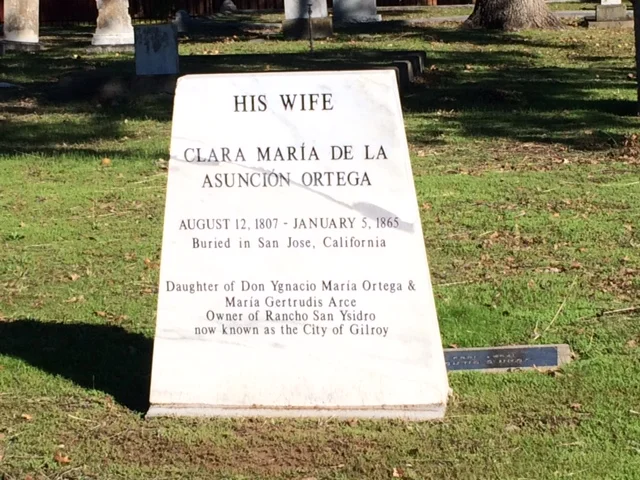 HIS WIFE
CLARA MARÍA DE LA
ASUNCIÓN ORTEGA
AUGUST 12, 1807 - JANUARY 5, 1865
Buried in San Jose, California
Daughter of Don Ygnacio María Ortega &
María Gertrudis Arce
Owner of Rancho San Ysidro
now known as the City of Gilroy